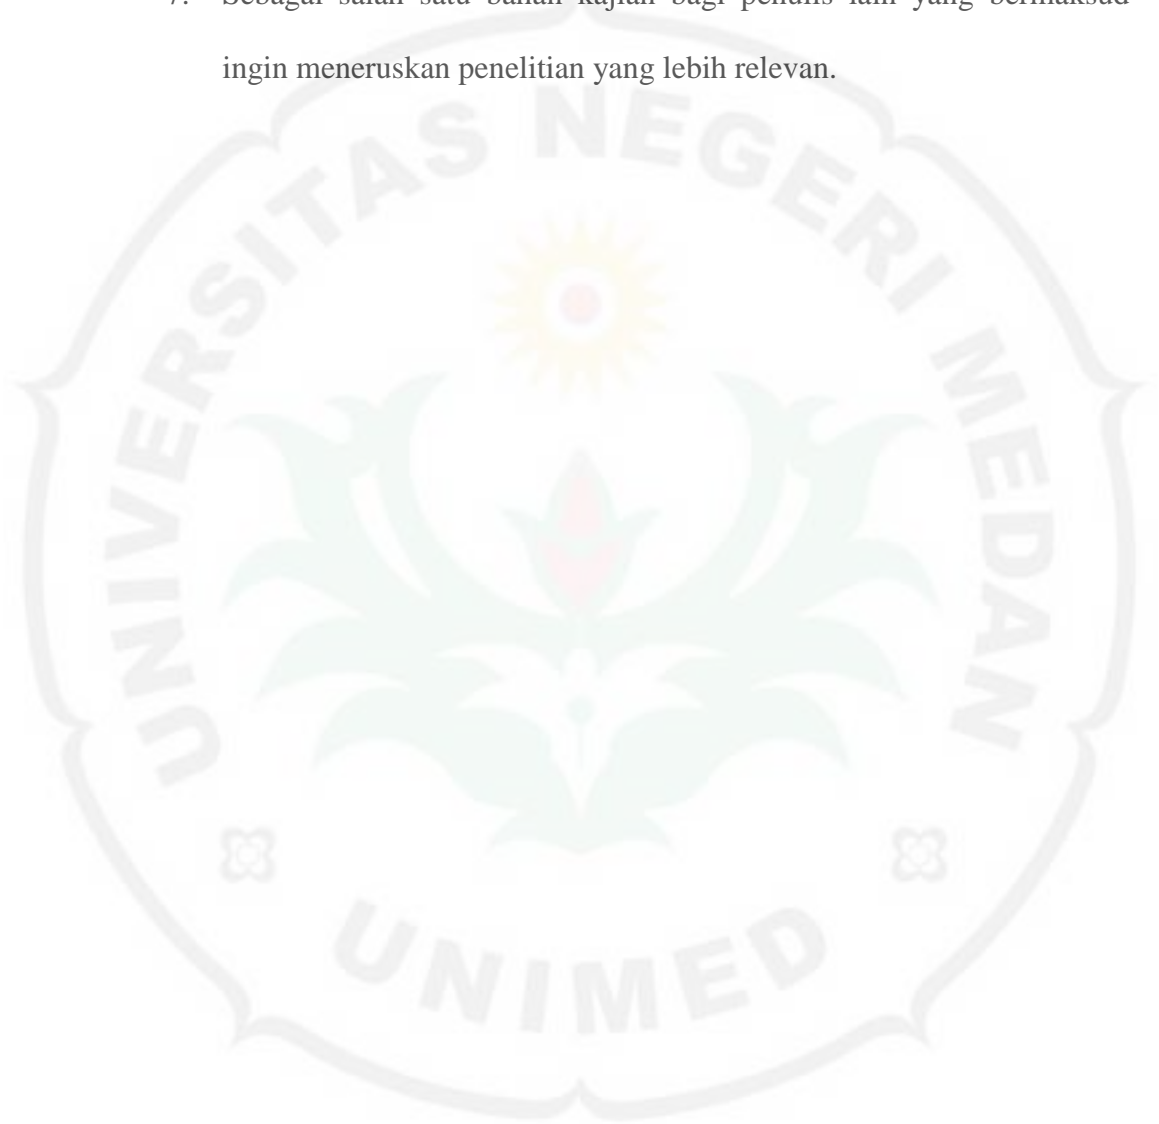 7. Sebagai salah satu bahan kajian bagi penulis lain yang bermaksud
ingin meneruskan penelitian yang lebih relevan.
UNIVERSITAS NEGERI MEDAN
UNIMED